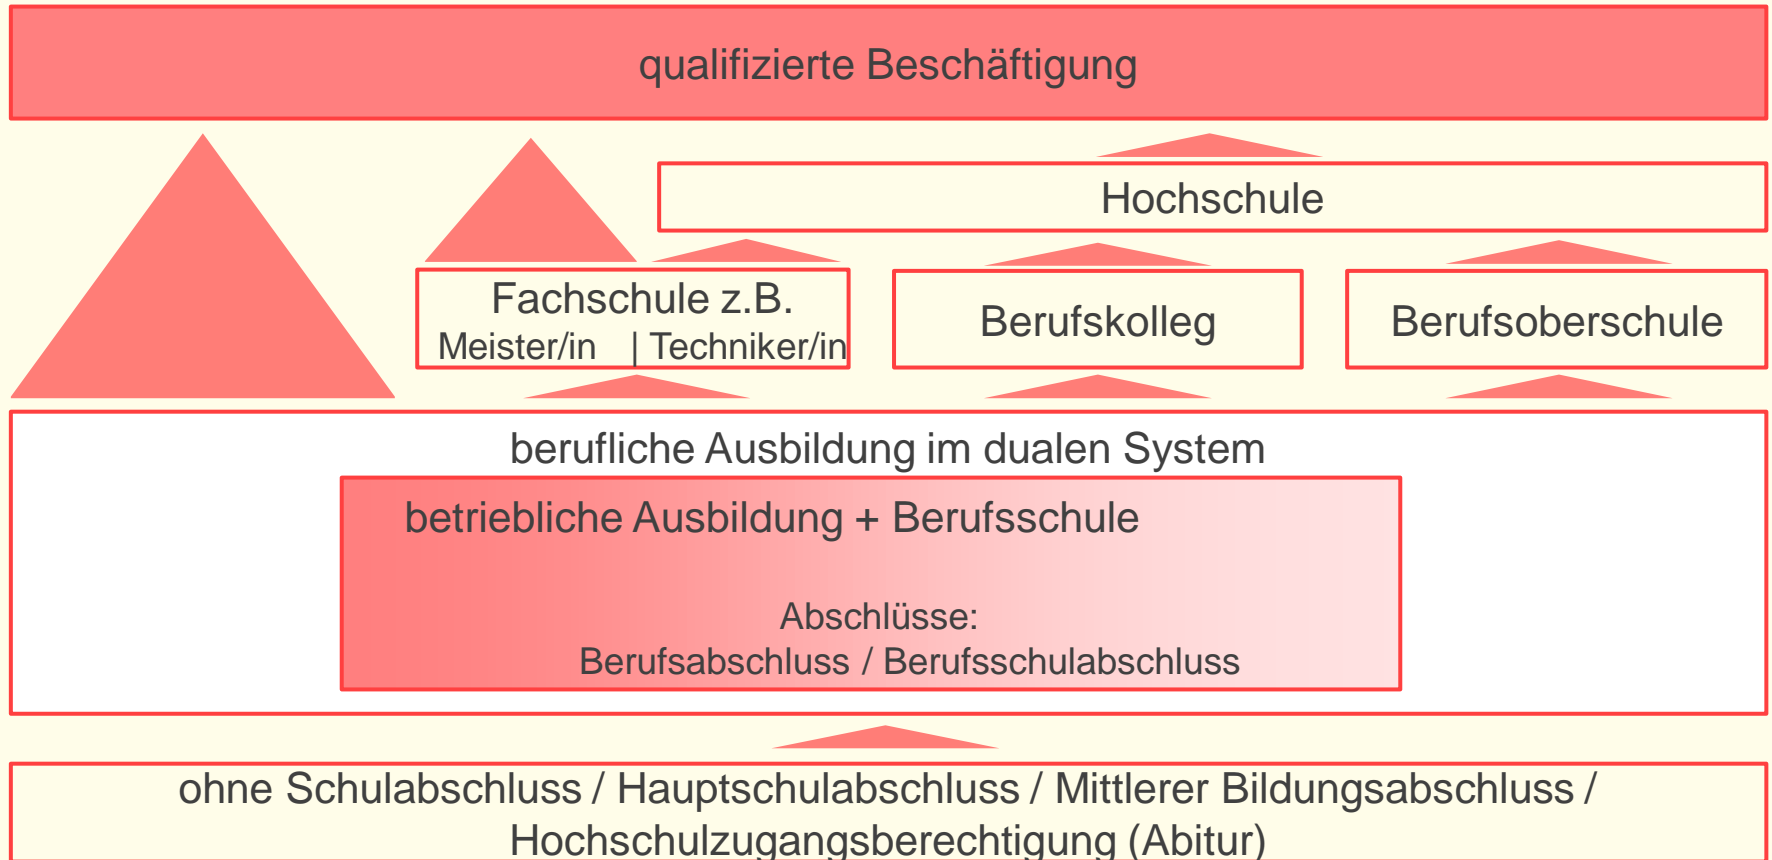 qualifizierte Beschäftigung
Hochschule
Fachschule z.B.
Meister/in | Techniker/in
Berufskolleg
Berufsoberschule
berufliche Ausbildung im dualen System
betriebliche Ausbildung + Berufsschule
Abschlüsse:
Berufsabschluss / Berufsschulabschluss
ohne Schulabschluss / Hauptschulabschluss / Mittlerer Bildungsabschluss /
Hochschulzugangsberechtigung (Abitur)